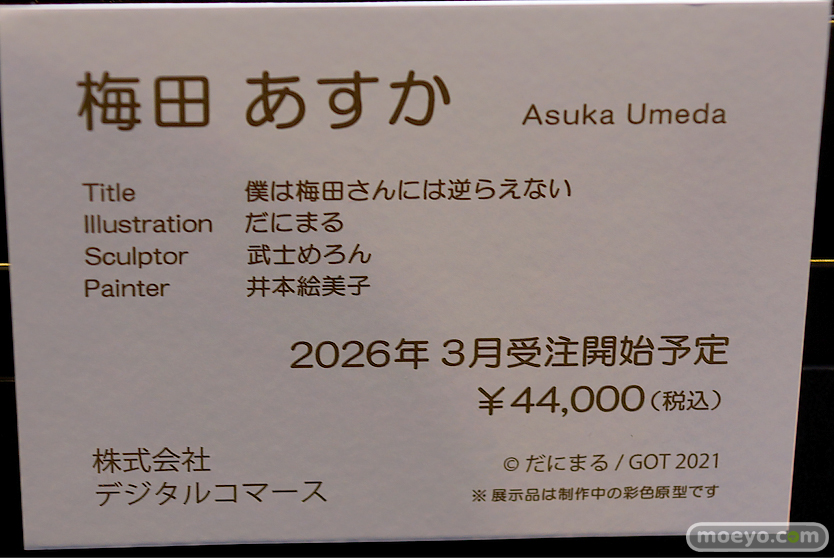 梅田 あすか Asuka Umeda
Title 僕は梅田さんには逆らえない
Illustration だにまる
Sculptor 武士めろん
Painter 井本絵美子
2026年 3月受注開始予定
￥44,000（税込）
株式会社
デジタルコマース
© だにまる / GOT 2021
※ 展示品は制作中の彩色原型です
moeyo.com